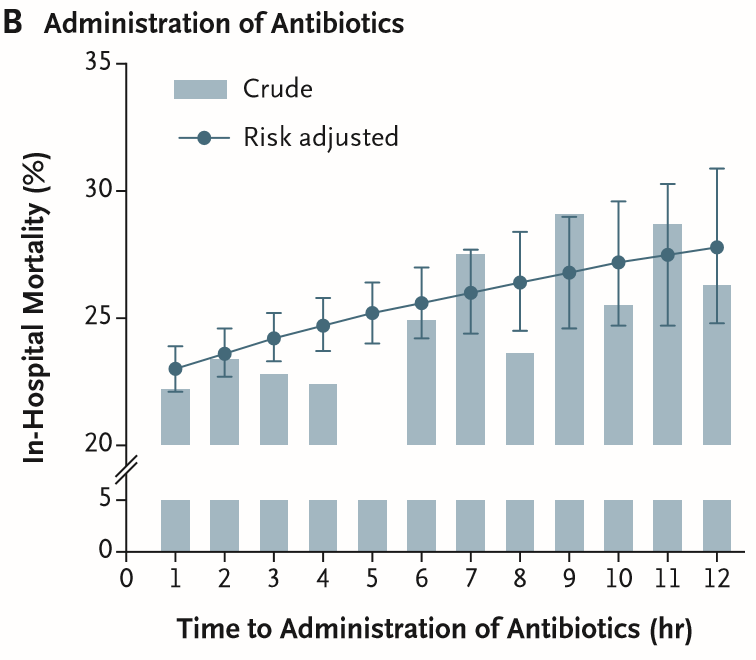 B Administration of Antibiotics
35
Crude
Risk adjusted
30
25
20
5
0
In-Hospital Mortality (%)
0 1 2 3 4 5 6 7 8 9 10 11 12
Time to Administration of Antibiotics (hr)